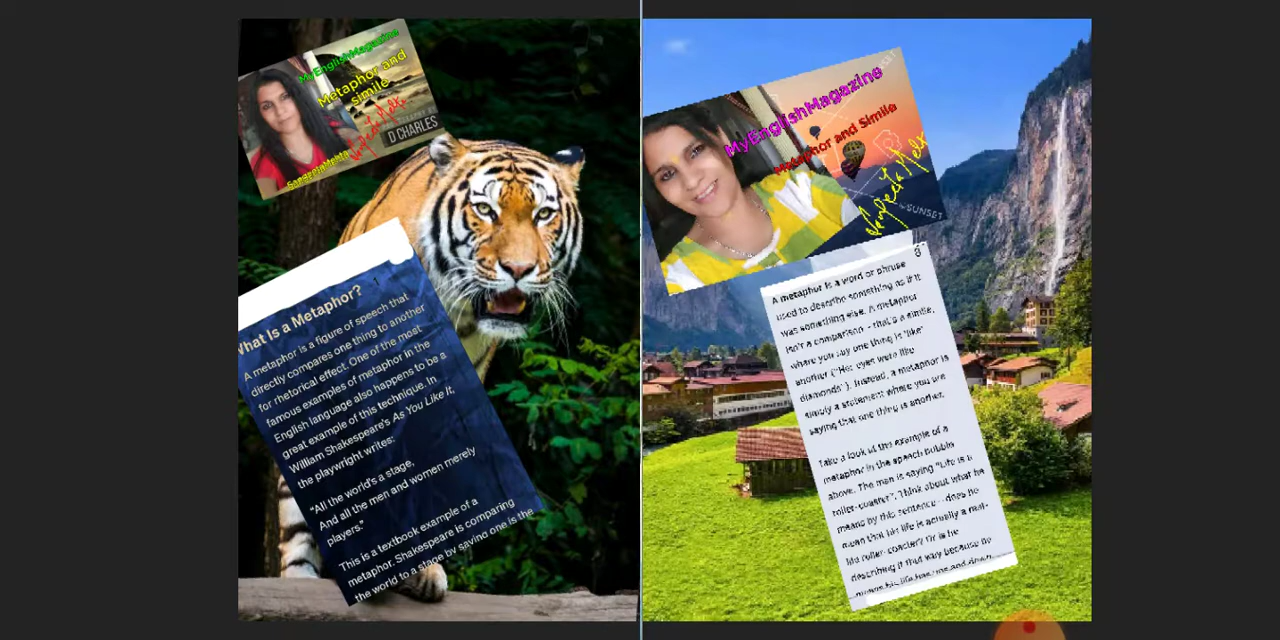 MyEnglishMagazine
Metaphor and
simile
D CHARLES
SangeetaMehta
What Is a Metaphor?
A metaphor is a figure of speech that
directly compares one thing to another
for rhetorical effect. One of the most
famous examples of metaphor in the
English language also happens to be a
great example of this technique. In
William Shakespeare's As You Like It,
the playwright writes:
"All the world's a stage,
And all the men and women merely
players."
This is a textbook example of a
metaphor. Shakespeare is comparing
the world to a stage by saying one is the
MyEnglishMagazine
Metaphor and Simile
SUNSET
A metaphor is a word or phrase
used to describe something as if it
was something else. A metaphor
isn't a comparison - that's a simile,
where you say one thing is 'like'
another ("Her eyes were like
diamonds"). Instead, a metaphor is
simply a statement where you are
saying that one thing is another.
Take a look at the example of a
metaphor in the speech bubble
above. The man is saying "Life is a
roller-coaster". Think about what he
means by this sentence - does he
mean that his life is actually a real-
life roller-coaster? Or is he
describing it that way because he
means his life has